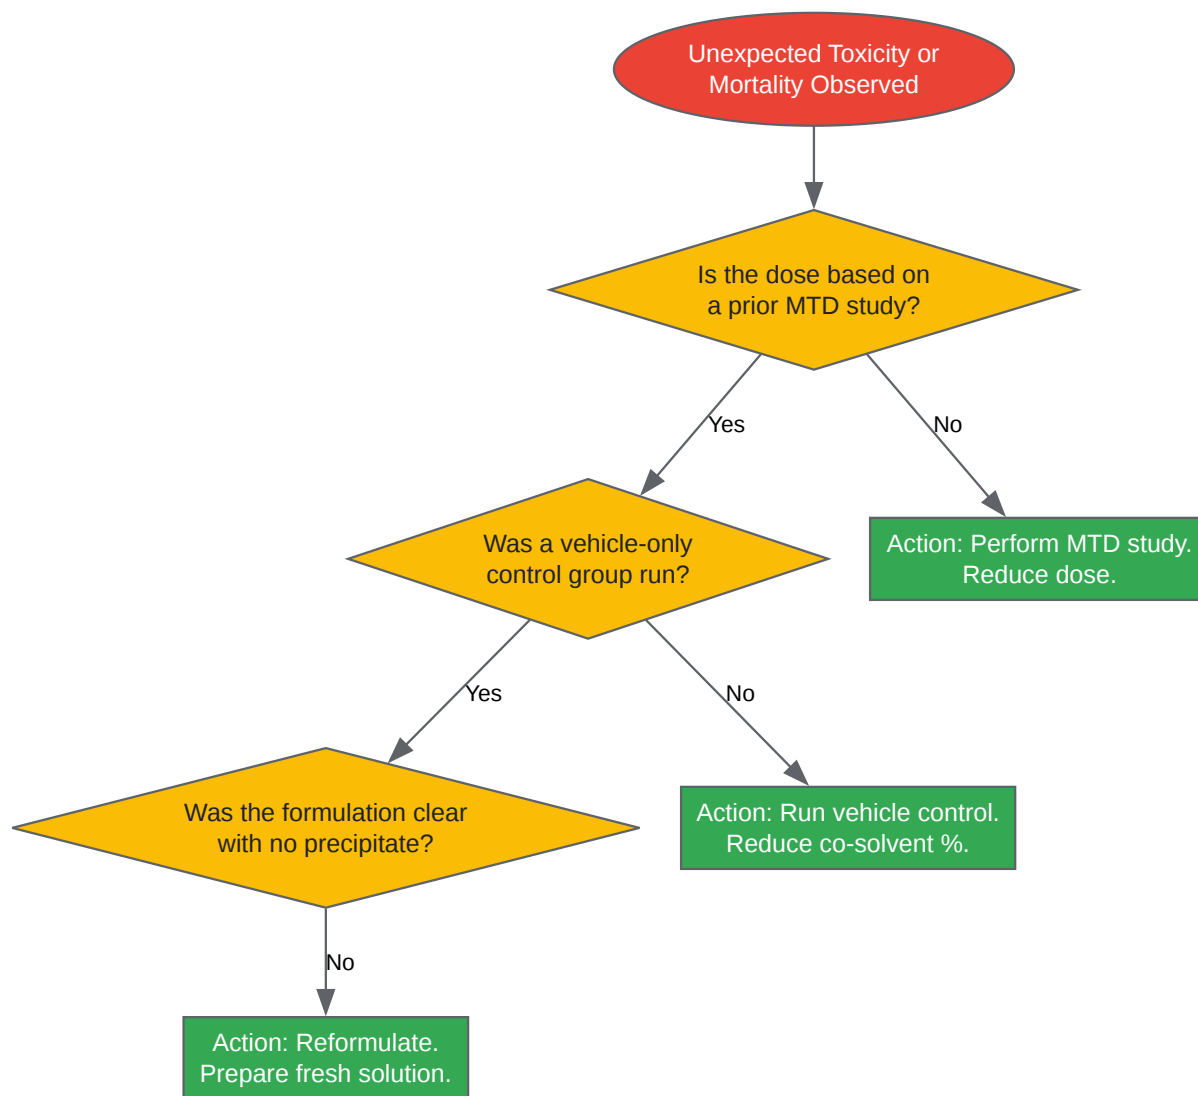 Unexpected Toxicity or
Mortality Observed
Is the dose based on
a prior MTD study?
Yes
No
Was a vehicle-only
control group run?
Action: Perform MTD study.
Reduce dose.
Yes
No
Was the formulation clear
with no precipitate?
Action: Run vehicle control.
Reduce co-solvent %.
No
Action: Reformulate.
Prepare fresh solution.